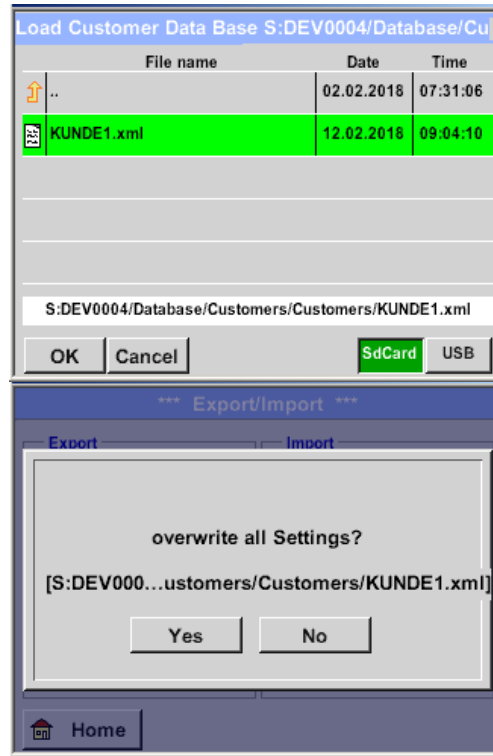 Load Customer Data Base S:DEV0004/Database/Cu
File name Date Time
.. 02.02.2018 07:31:06
KUNDE1.xml 12.02.2018 09:04:10
S:DEV0004/Database/Customers/Customers/KUNDE1.xml
OK Cancel SdCard USB
*** Export/Import ***
Export Import
overwrite all Settings?
[S:DEV000...ustomers/Customers/KUNDE1.xml]
Yes No
Home